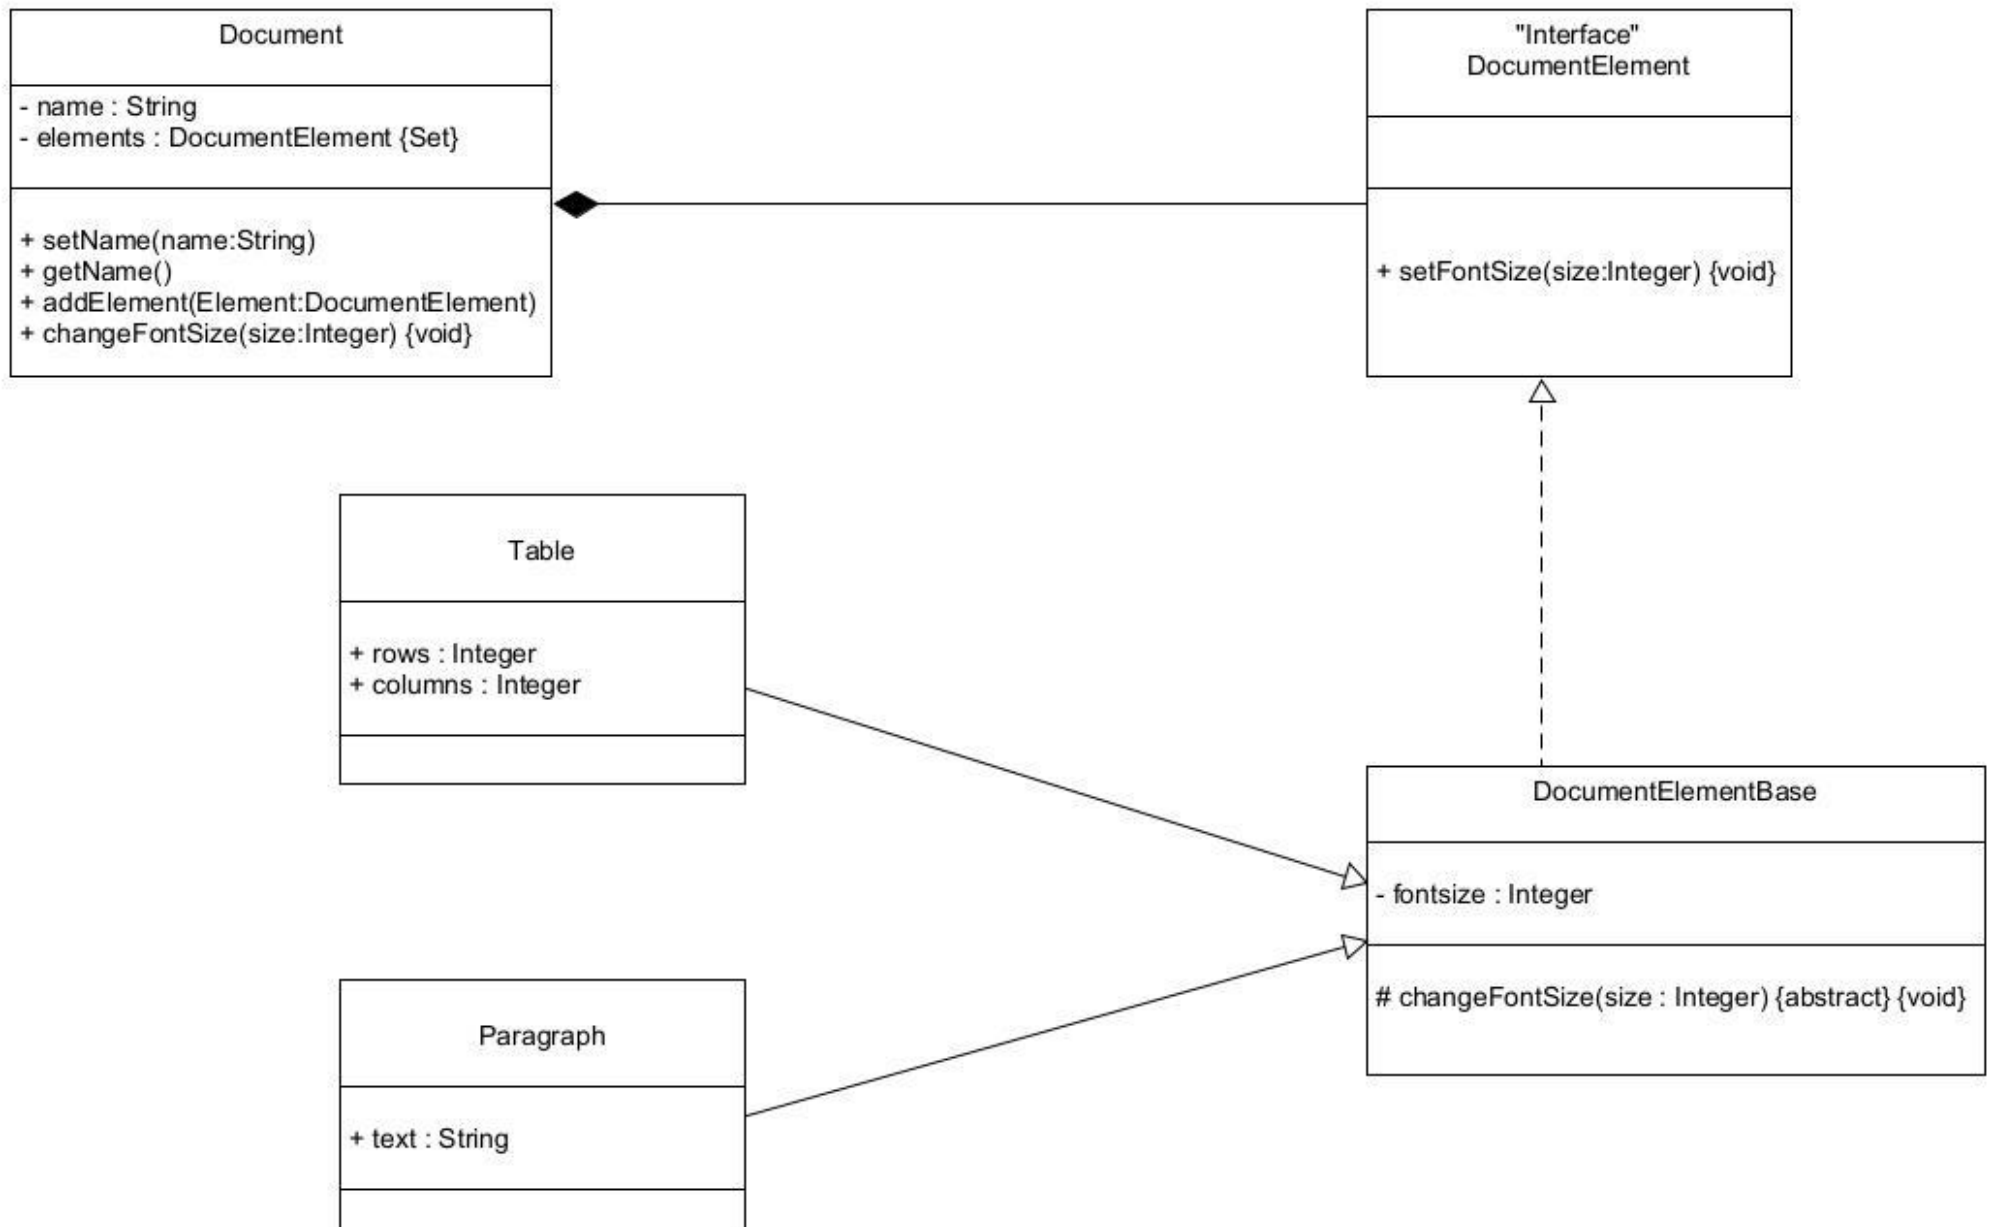 Document
- name : String
- elements : DocumentElement {Set}
+ setName(name:String)
+ getName()
+ addElement(Element:DocumentElement)
+ changeFontSize(size:Integer) {void}
"Interface"
DocumentElement
+ setFontSize(size:Integer) {void}
Table
+ rows : Integer
+ columns : Integer
DocumentElementBase
- fontsize : Integer
# changeFontSize(size : Integer) {abstract} {void}
Paragraph
+ text : String